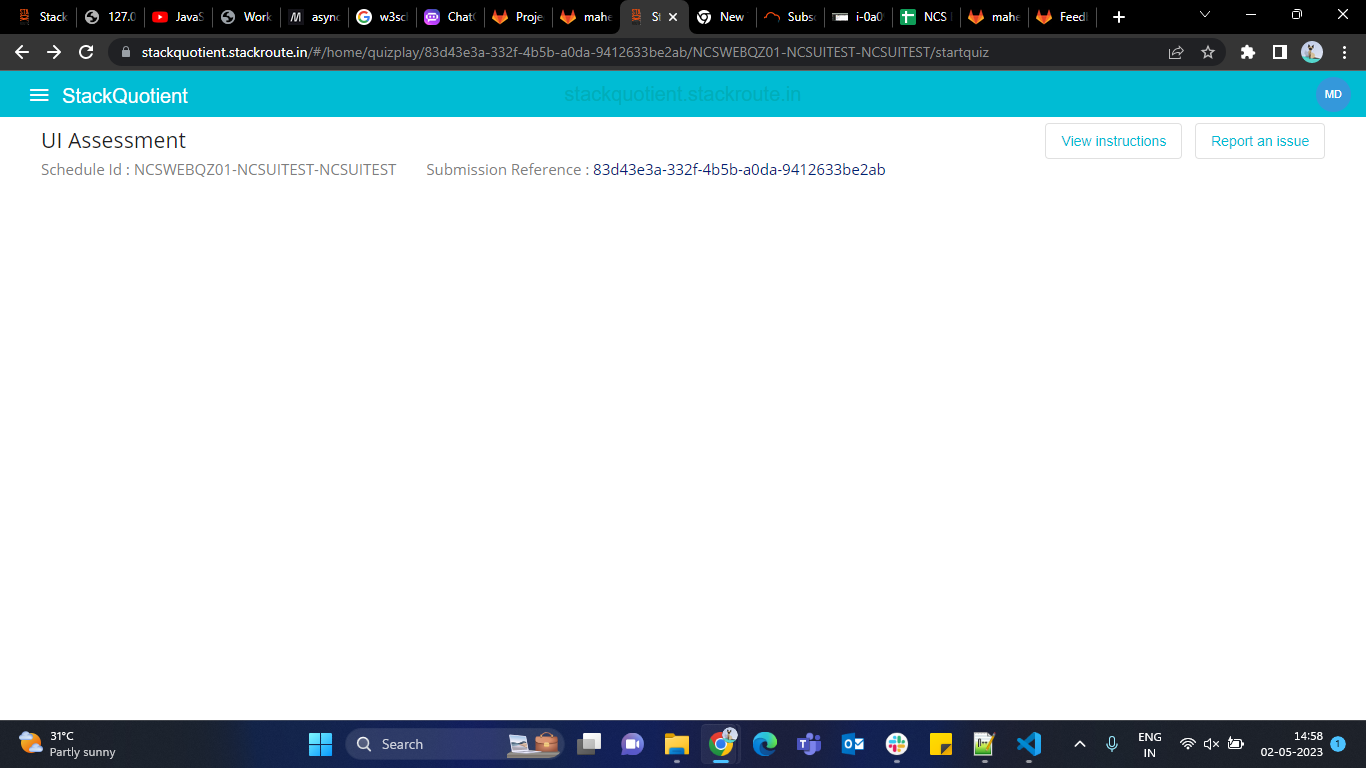 Stack 127.0 JavaS Work async w3sc ChatG Proje mahe St New Subsc i-0a0 NCS mahe Feed
stackquotient.stackroute.in/#/home/quizplay/83d43e3a-332f-4b5b-a0da-9412633be2ab/NCSWEBQZ01-NCSUITEST-NCSUITEST/startquiz
StackQuotient stackquotient.stackroute.in MD
UI Assessment View instructions Report an issue
Schedule Id : NCSWEBQZ01-NCSUITEST-NCSUITEST Submission Reference : 83d43e3a-332f-4b5b-a0da-9412633be2ab
31°C
Partly sunny
Search
ENG
IN
14:58
02-05-2023
1